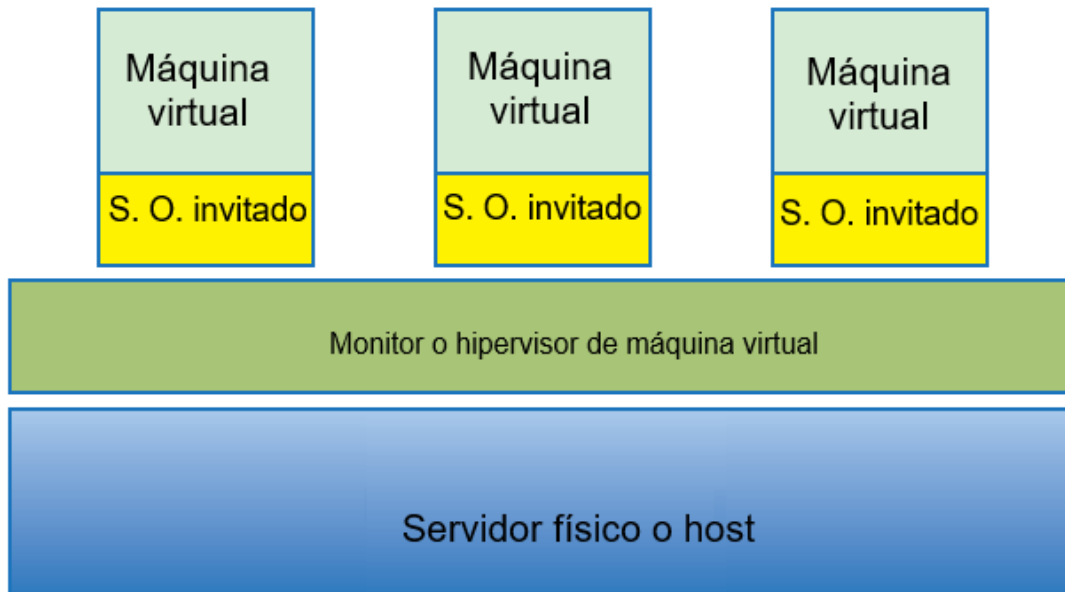 Máquina
virtual
Máquina
virtual
Máquina
virtual
S. O. invitado
S. O. invitado
S. O. invitado
Monitor o hipervisor de máquina virtual
Servidor físico o host